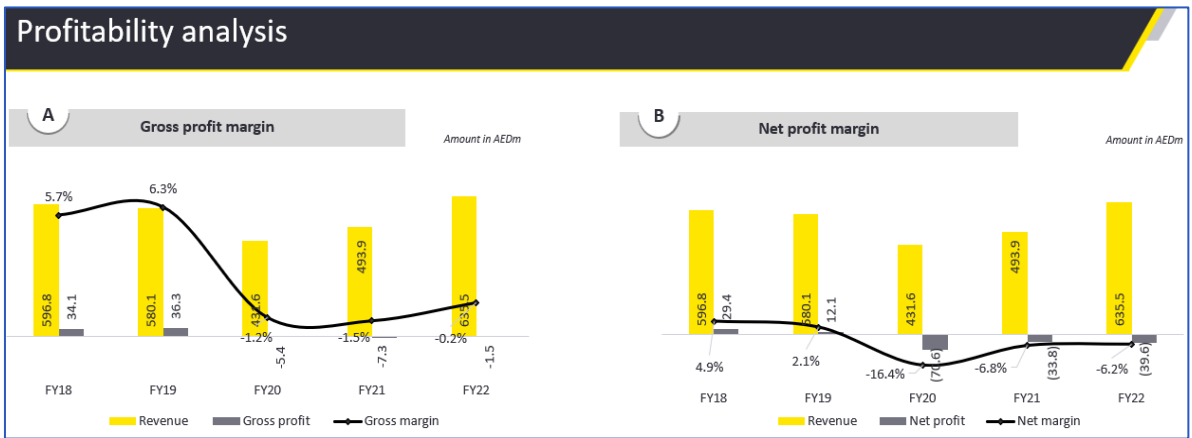 Profitability analysis
A
Gross profit margin
Amount in AEDm
5.7%
6.3%
596.8
34.1
580.1
36.3
431.6
-1.2%
-5.4
493.9
-1.5%
-7.3
635.5
-0.2%
-1.5
FY18 FY19 FY20 FY21 FY22
Revenue Gross profit Gross margin
B
Net profit margin
Amount in AEDm
596.8
29.4
4.9%
580.1
12.1
2.1%
431.6
-16.4%
(70.6)
493.9
-6.8%
(33.8)
635.5
-6.2%
(39.6)
FY18 FY19 FY20 FY21 FY22
Revenue Net profit Net margin